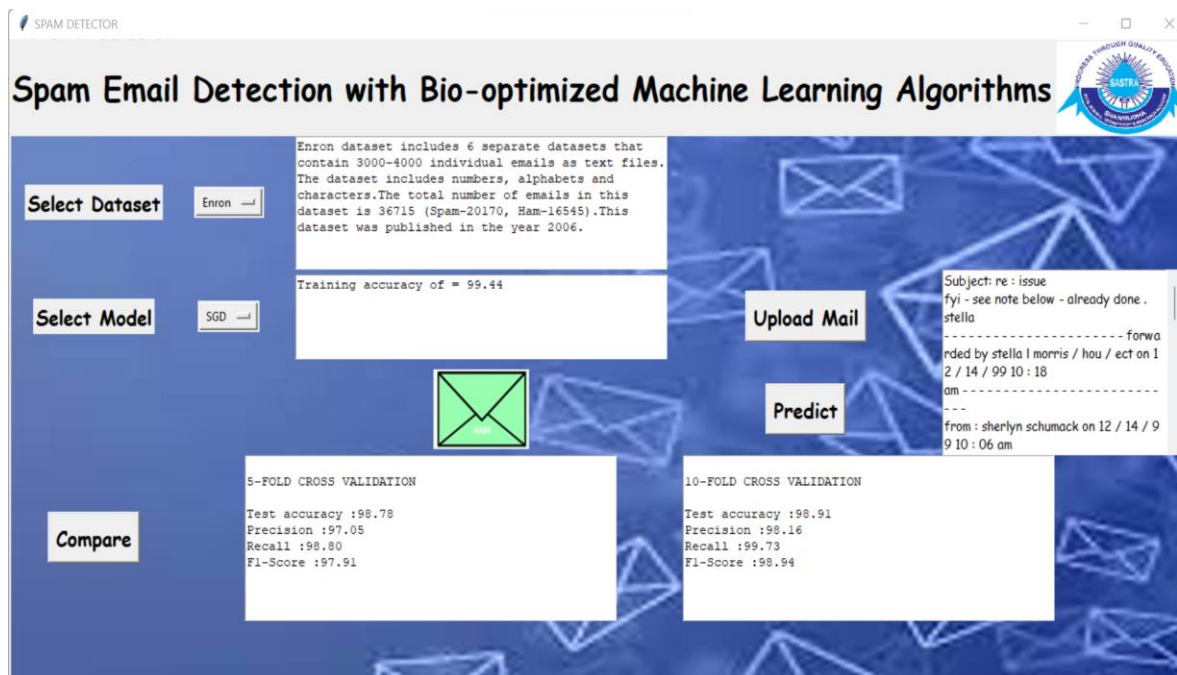 SPAM DETECTOR
Spam Email Detection with Bio-optimized Machine Learning Algorithms
PROGRESS THROUGH QUALITY EDUCATION
SASTRA
Select Dataset
Enron
Enron dataset includes 6 separate datasets that
contain 3000-4000 individual emails as text files.
The dataset includes numbers, alphabets and
characters.The total number of emails in this
dataset is 36715 (Spam-20170, Ham-16545).This
dataset was published in the year 2006.
Select Model
SGD
Training accuracy of = 99.44
Upload Mail
Subject: re : issue
fyi - see note below - already done .
stella
- - - - - - - - - - - - - - - - - - - - - - forwa
rded by stella l morris / hou / ect on 1
2 / 14 / 99 10 : 18
am - - - - - - - - - - - - - - - - - - - - - - - -
- - -
from : sherlyn schumack on 12 / 14 / 9
9 10 : 06 am
HAM
Predict
Compare
5-FOLD CROSS VALIDATION
Test accuracy :98.78
Precision :97.05
Recall :98.80
F1-Score :97.91
10-FOLD CROSS VALIDATION
Test accuracy :98.91
Precision :98.16
Recall :99.73
F1-Score :98.94